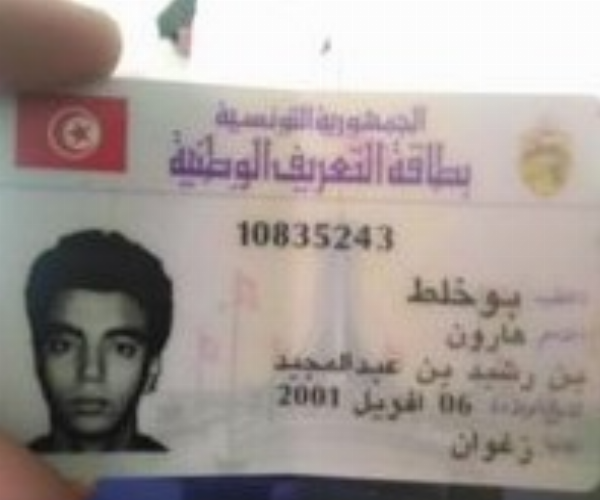 الجمهورية التونسية
بطاقة التعريف الوطنية
10835243
اللقب بوخلط
الاسم هارون
بن رشيد بن عبدالمجيد
تاريخ الولادة 06 افريل 2001
زغوان